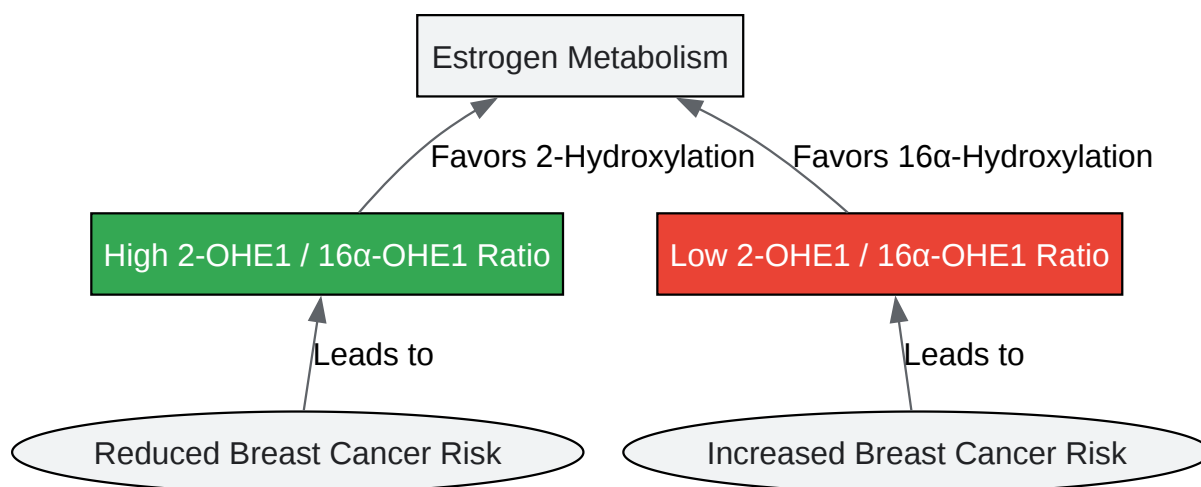 Estrogen Metabolism
Favors 2-Hydroxylation
Favors 16α-Hydroxylation
High 2-OHE1 / 16α-OHE1 Ratio
Low 2-OHE1 / 16α-OHE1 Ratio
Leads to
Leads to
Reduced Breast Cancer Risk
Increased Breast Cancer Risk